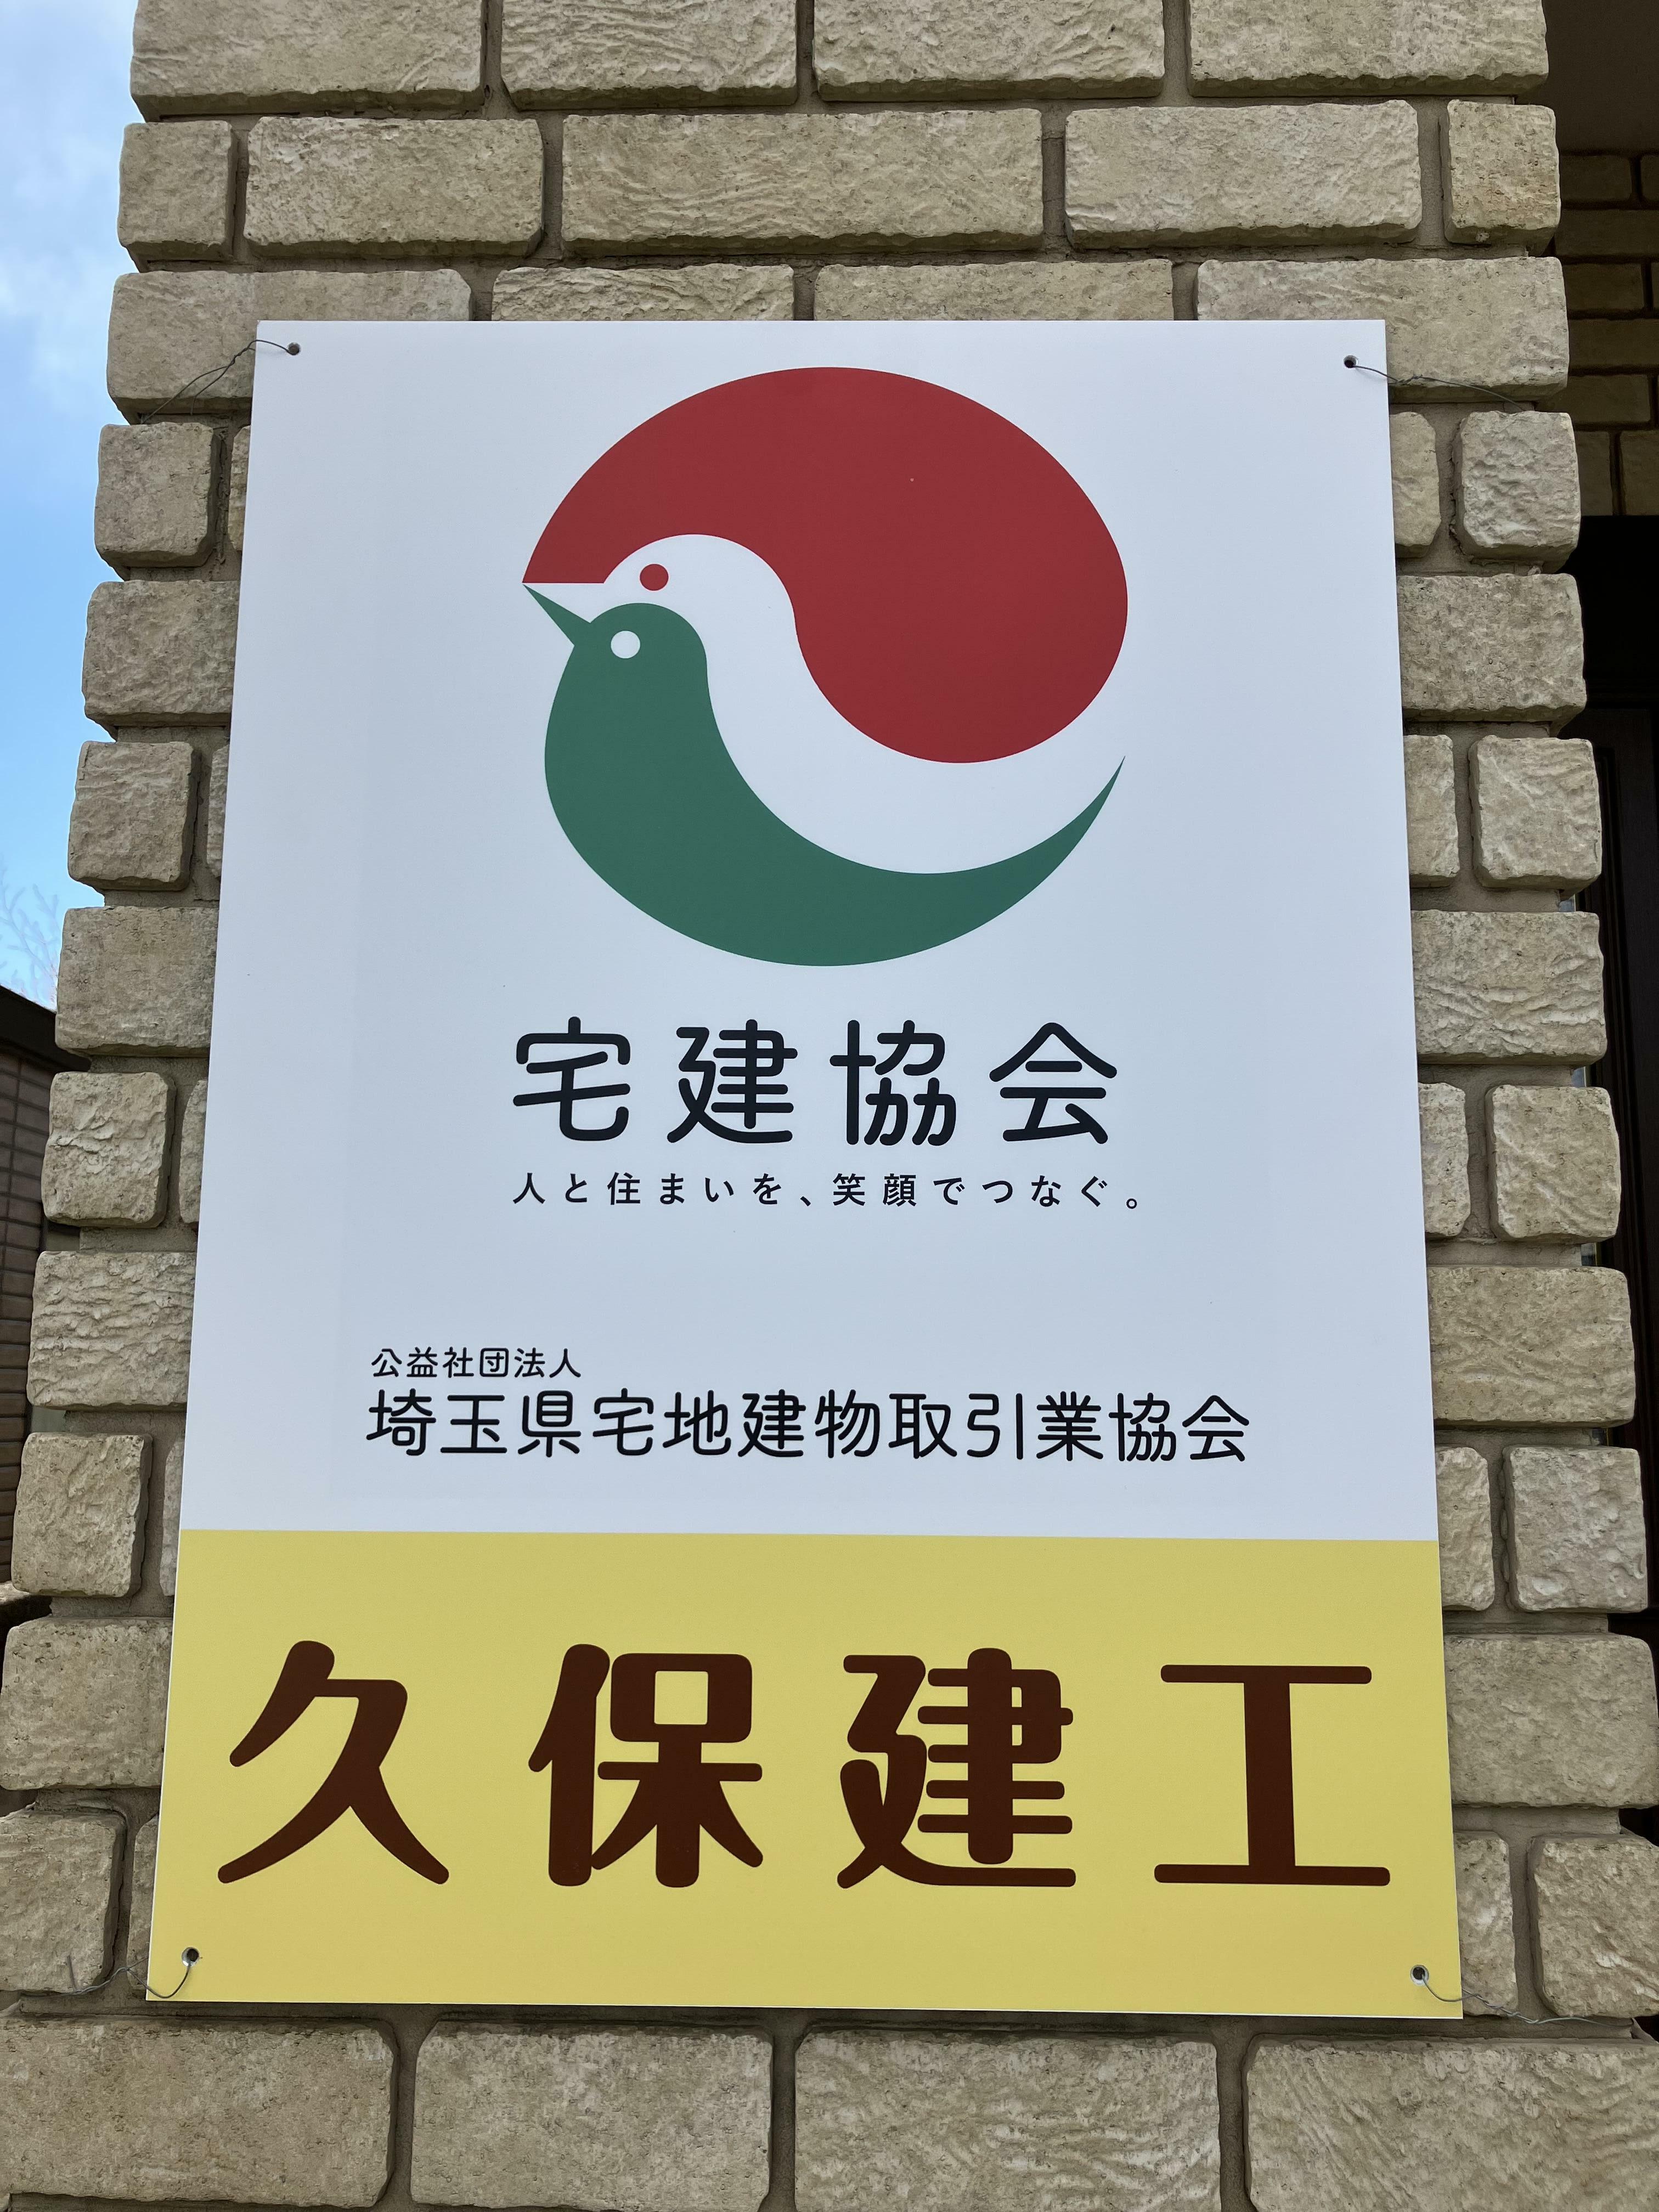 宅建協会
人と住まいを、笑顔でつなぐ。
公益社団法人
埼玉県宅地建物取引業協会
久保建工